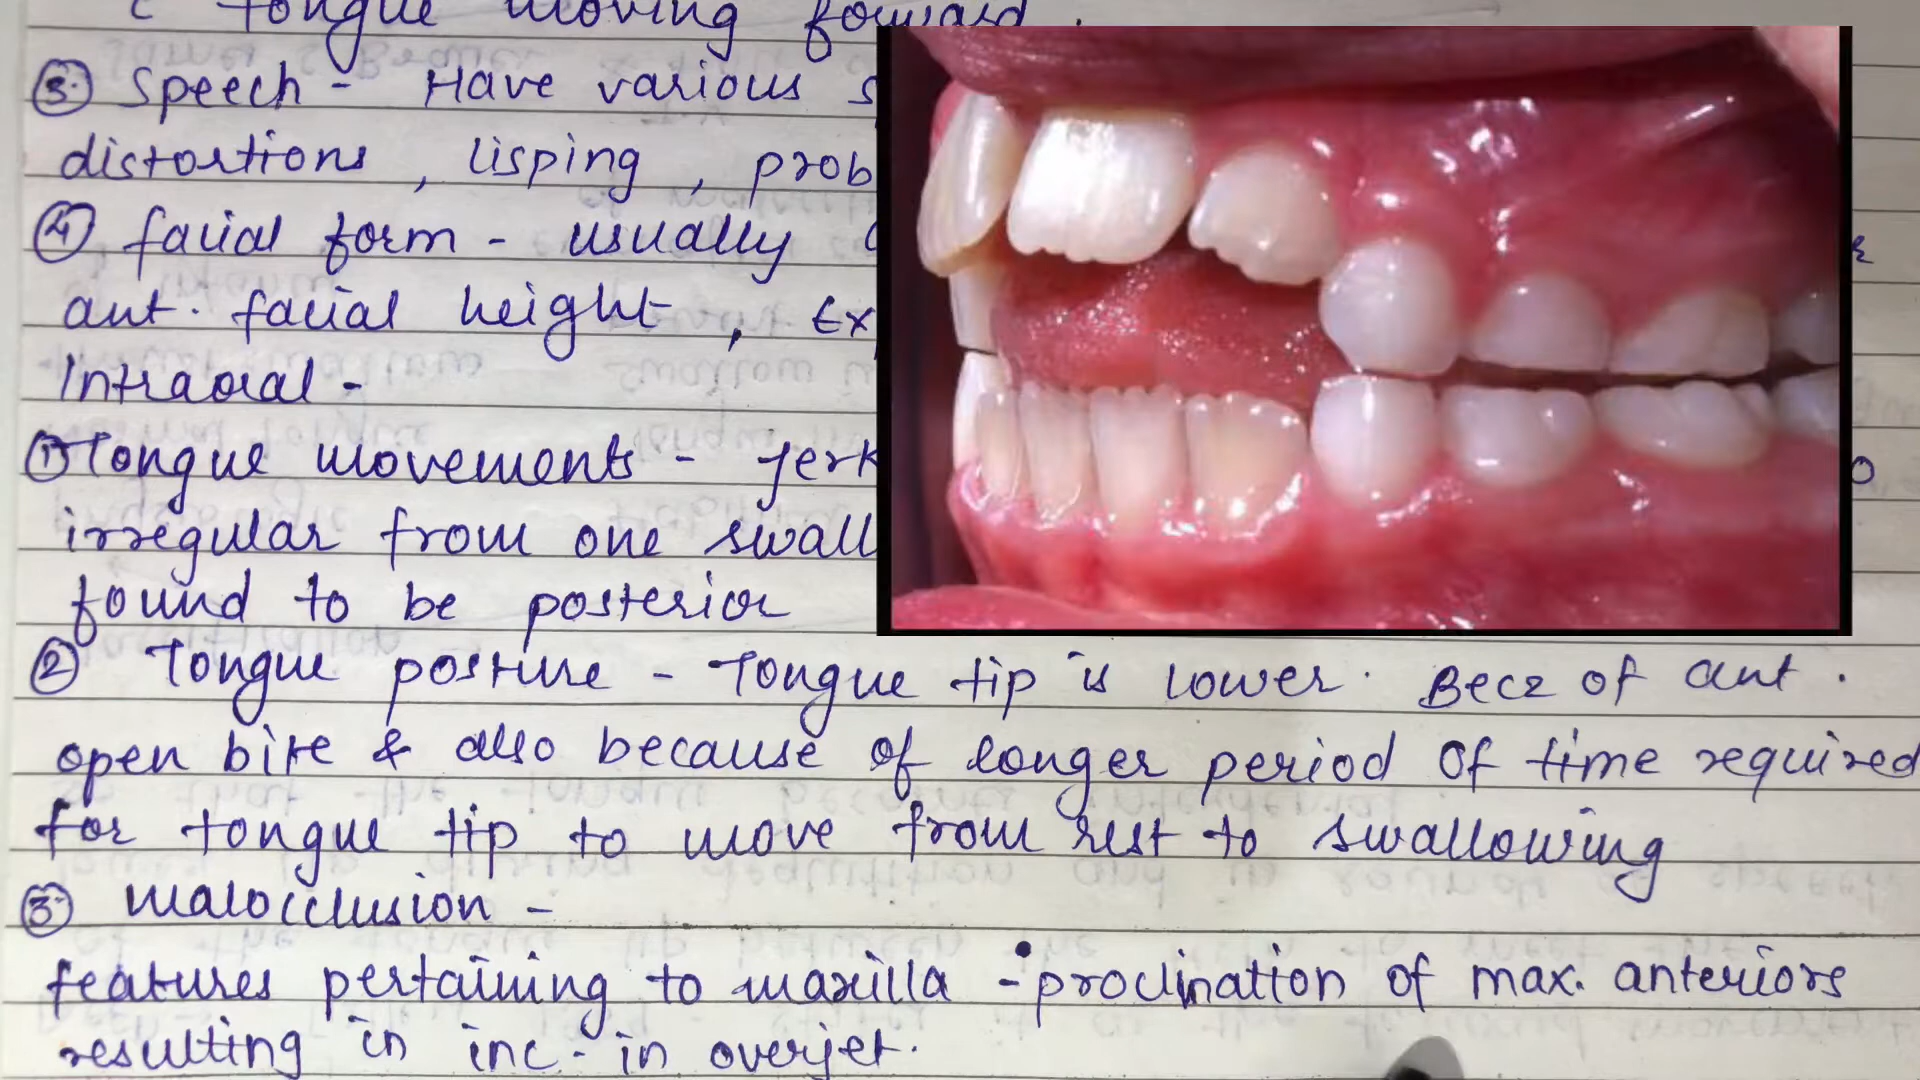 c tongue moving forward.
③ Speech - Have various s
distortions, lisping, prob
④ facial form - usually
ant. facial height, Ex
Intraoral -
① Tongue movements - Jerk
irregular from one swall
found to be posterior
② Tongue posture - Tongue tip is lower. Becz of ant.
open bite & also because of longer period of time required
for tongue tip to move from rest to swallowing
③ Malocclusion -
features pertaining to maxilla - • proclination of max. anteriors
resulting in inc. in overjet.